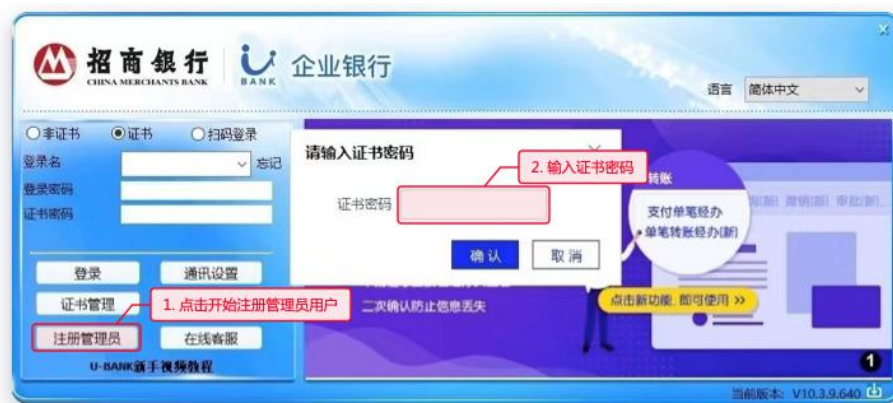 招商银行
CHINA MERCHANTS BANK
U
BANK
企业银行
语言 简体中文
非证书 证书 扫码登录
登录名 忘记
登录密码
证书密码
登录 通讯设置
证书管理
注册管理员 在线客服
U-BANK新手视频教程
1. 点击开始注册管理员用户
请输入证书密码
2. 输入证书密码
证书密码
确认 取消
二次确认防止信息丢失
转账
支付单笔经办
单笔转账经办(新)
撤销(新) 审批(新)
点击新功能, 即可使用 >>
1
当前版本: V10.3.9.640